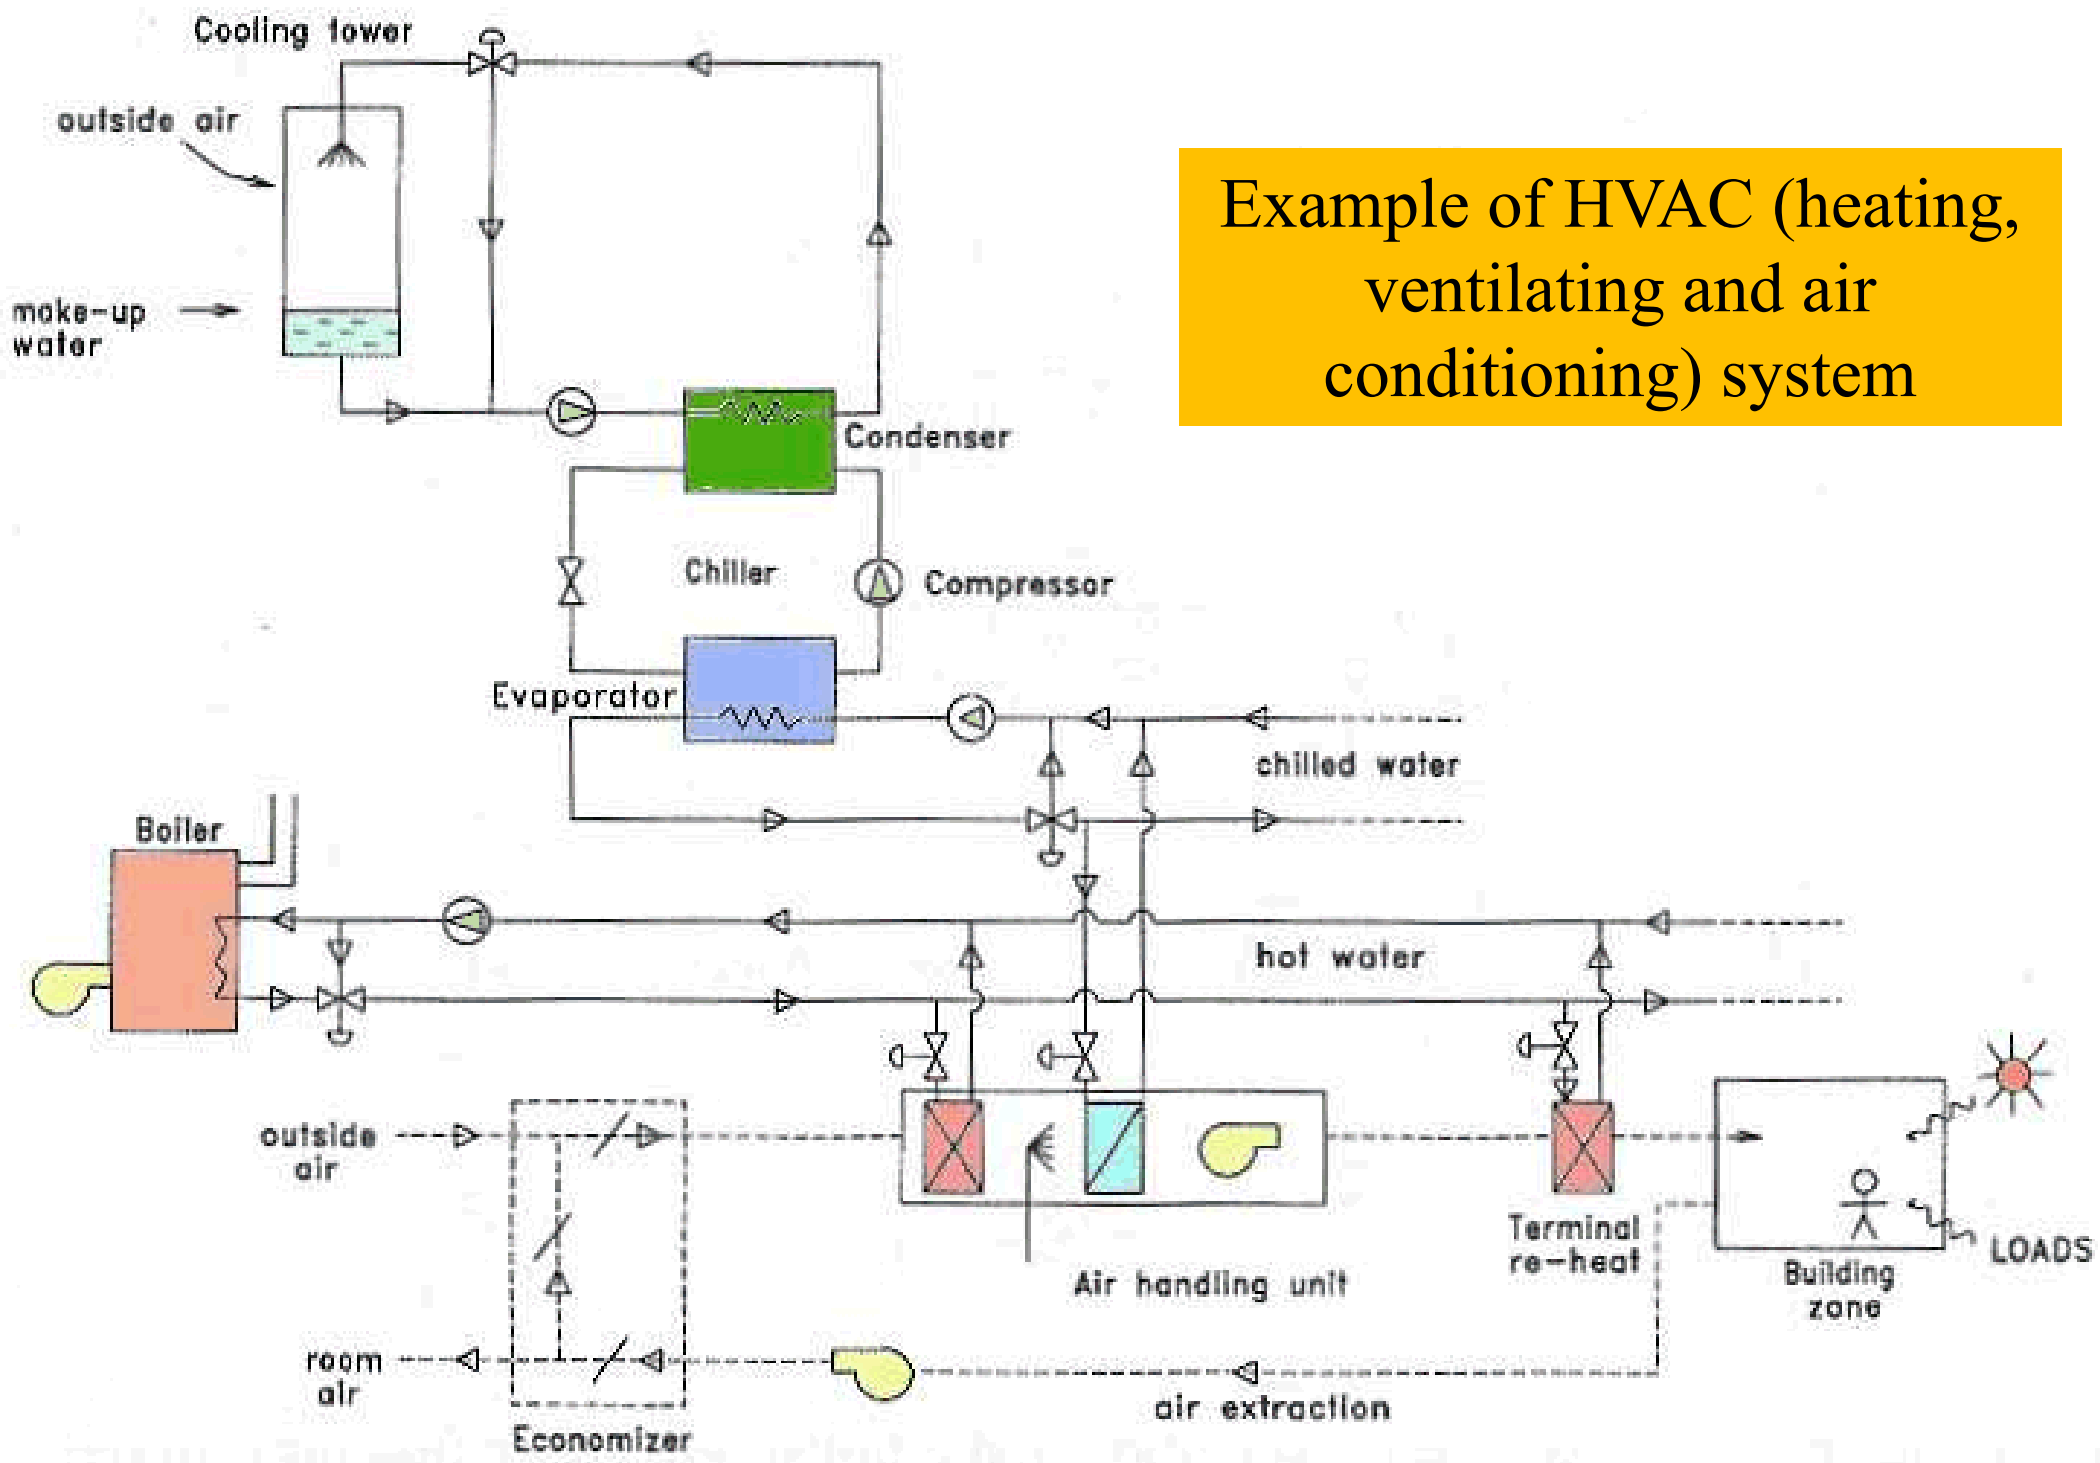 Cooling tower
outside air
make-up
water
Example of HVAC (heating,
ventilating and air
conditioning) system
Condenser
Chiller
Compressor
Evaporator
chilled water
Boiler
hot water
outside
air
Terminal
re-heat
LOADS
Building
zone
Air handling unit
room
air
air extraction
Economizer